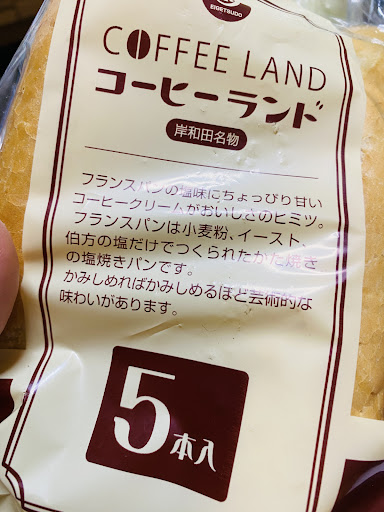 EIGETSUDO
COFFEE LAND
コーヒーランド
岸和田名物
フランスパンの塩味にちょっぴり甘い
コーヒークリームがおいしさのヒミツ。
フランスパンは小麦粉、イースト、
伯方の塩だけでつくられたかた焼き
の塩焼きパンです。
かみしめればかみしめるほど芸術的な
味わいがあります。
5本入